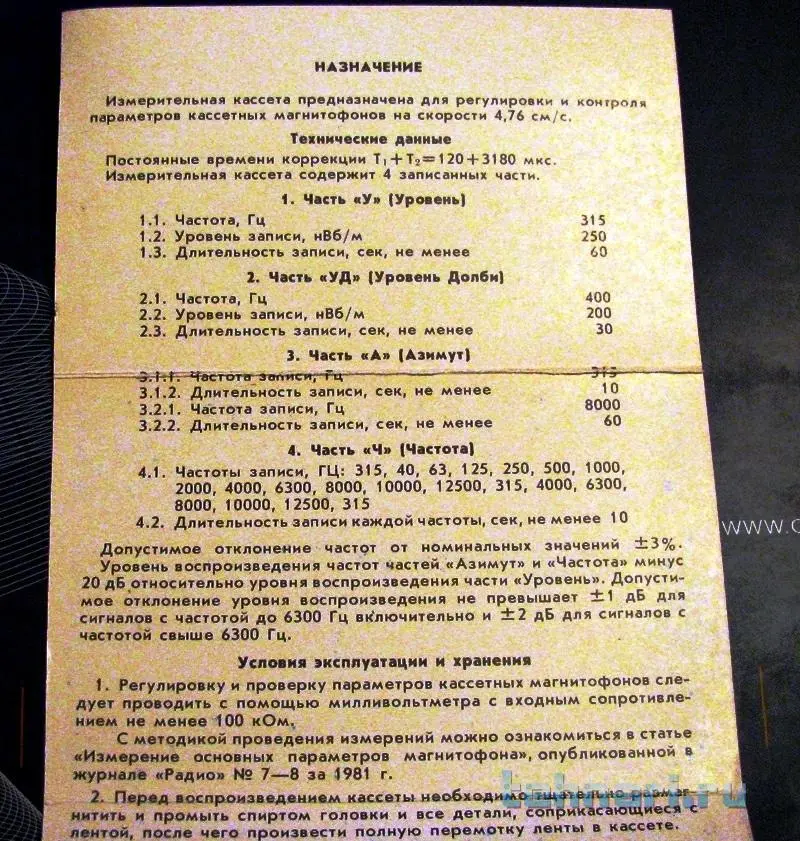 НАЗНАЧЕНИЕ
Измерительная кассета предназначена для регулировки и контроля
параметров кассетных магнитофонов на скорости 4,76 см/с.
Технические данные
Постоянные времени коррекции T₁+T₂=120+3180 мкс.
Измерительная кассета содержит 4 записанных части.
1. Часть «У» (Уровень)
1.1. Частота, Гц 315
1.2. Уровень записи, нВб/м 250
1.3. Длительность записи, сек, не менее 60
2. Часть «УД» (Уровень Долби)
2.1. Частота, Гц 400
2.2. Уровень записи, нВб/м 200
2.3. Длительность записи, сек, не менее 30
3. Часть «А» (Азимут)
3.1.1. Частота записи, Гц 315
3.1.2. Длительность записи, сек, не менее 10
3.2.1. Частота записи, Гц 8000
3.2.2. Длительность записи, сек, не менее 60
4. Часть «Ч» (Частота)
4.1. Частоты записи, ГЦ: 315, 40, 63, 125, 250, 500, 1000,
2000, 4000, 6300, 8000, 10000, 12500, 315, 4000, 6300,
8000, 10000, 12500, 315
4.2. Длительность записи каждой частоты, сек, не менее 10
Допустимое отклонение частот от номинальных значений ±3%.
Уровень воспроизведения частот частей «Азимут» и «Частота» минус
20 дБ относительно уровня воспроизведения части «Уровень». Допусти-
мое отклонение уровня воспроизведения не превышает ±1 дБ для
сигналов с частотой до 6300 Гц включительно и ±2 дБ для сигналов с
частотой свыше 6300 Гц.
Условия эксплуатации и хранения
1. Регулировку и проверку параметров кассетных магнитофонов сле-
дует проводить с помощью милливольтметра с входным сопротивле-
нием не менее 100 кОм.
С методикой проведения измерений можно ознакомиться в статье
«Измерение основных параметров магнитофона», опубликованной в
журнале «Радио» № 7—8 за 1981 г.
2. Перед воспроизведением кассеты необходимо тщательно размаг-
нитить и промыть спиртом головки и все детали, соприкасающиеся с
лентой, после чего произвести полную перемотку ленты в кассете.
www.